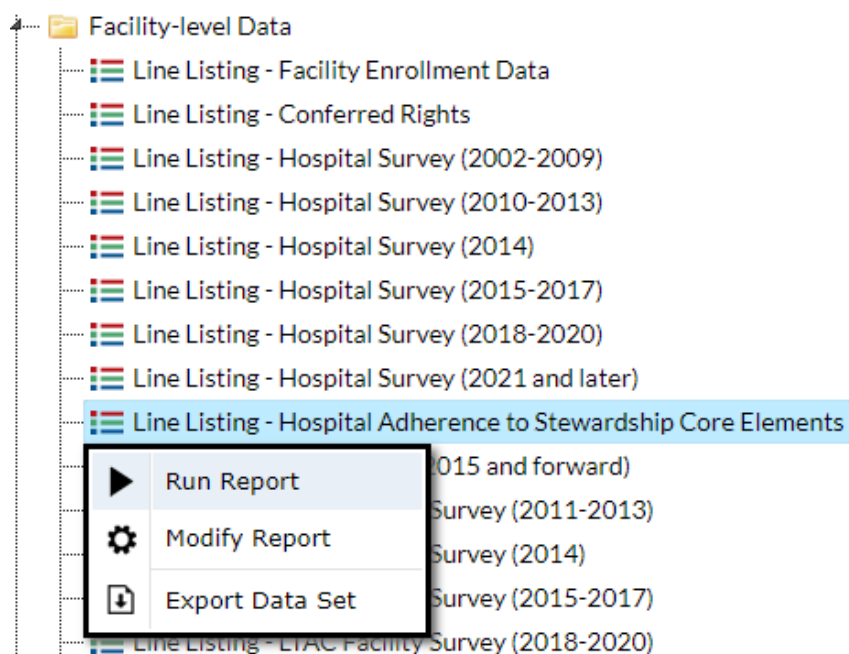 Facility-level Data
Line Listing - Facility Enrollment Data
Line Listing - Conferred Rights
Line Listing - Hospital Survey (2002-2009)
Line Listing - Hospital Survey (2010-2013)
Line Listing - Hospital Survey (2014)
Line Listing - Hospital Survey (2015-2017)
Line Listing - Hospital Survey (2018-2020)
Line Listing - Hospital Survey (2021 and later)
Line Listing - Hospital Adherence to Stewardship Core Elements
2015 and forward)
Run Report
Survey (2011-2013)
Modify Report
Survey (2014)
Export Data Set
Survey (2015-2017)
Line Listing - LTAC Facility Survey (2018-2020)